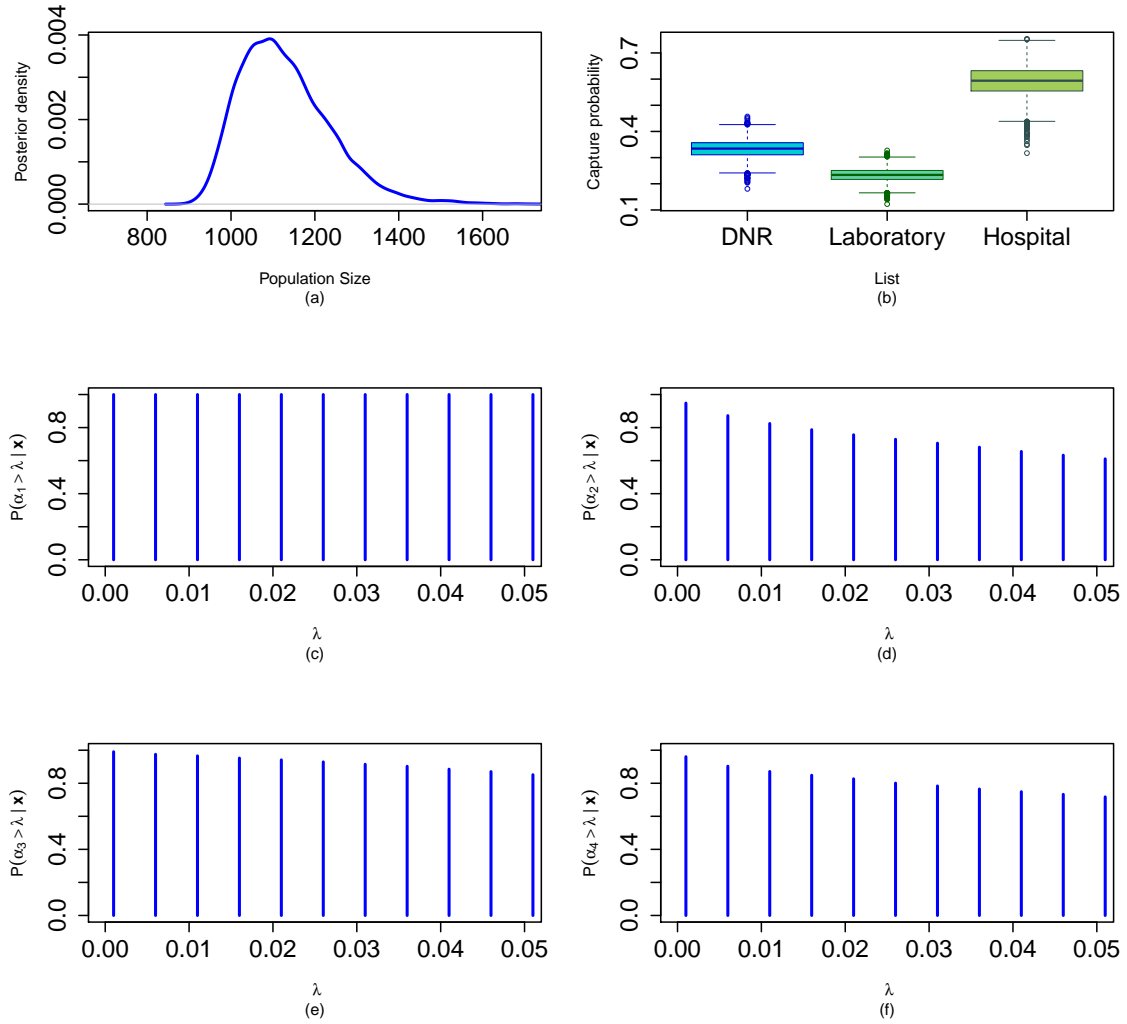 Posterior density
0.000 0.002 0.004
800 1000 1200 1400 1600
Population Size
(a)
Capture probability
0.1 0.4 0.7
DNR Laboratory Hospital
List
(b)
P(α₁ > λ | x)
0.0 0.4 0.8
0.00 0.01 0.02 0.03 0.04 0.05
λ
(c)
P(α₂ > λ | x)
0.0 0.4 0.8
0.00 0.01 0.02 0.03 0.04 0.05
λ
(d)
P(α₃ > λ | x)
0.0 0.4 0.8
0.00 0.01 0.02 0.03 0.04 0.05
λ
(e)
P(α₄ > λ | x)
0.0 0.4 0.8
0.00 0.01 0.02 0.03 0.04 0.05
λ
(f)